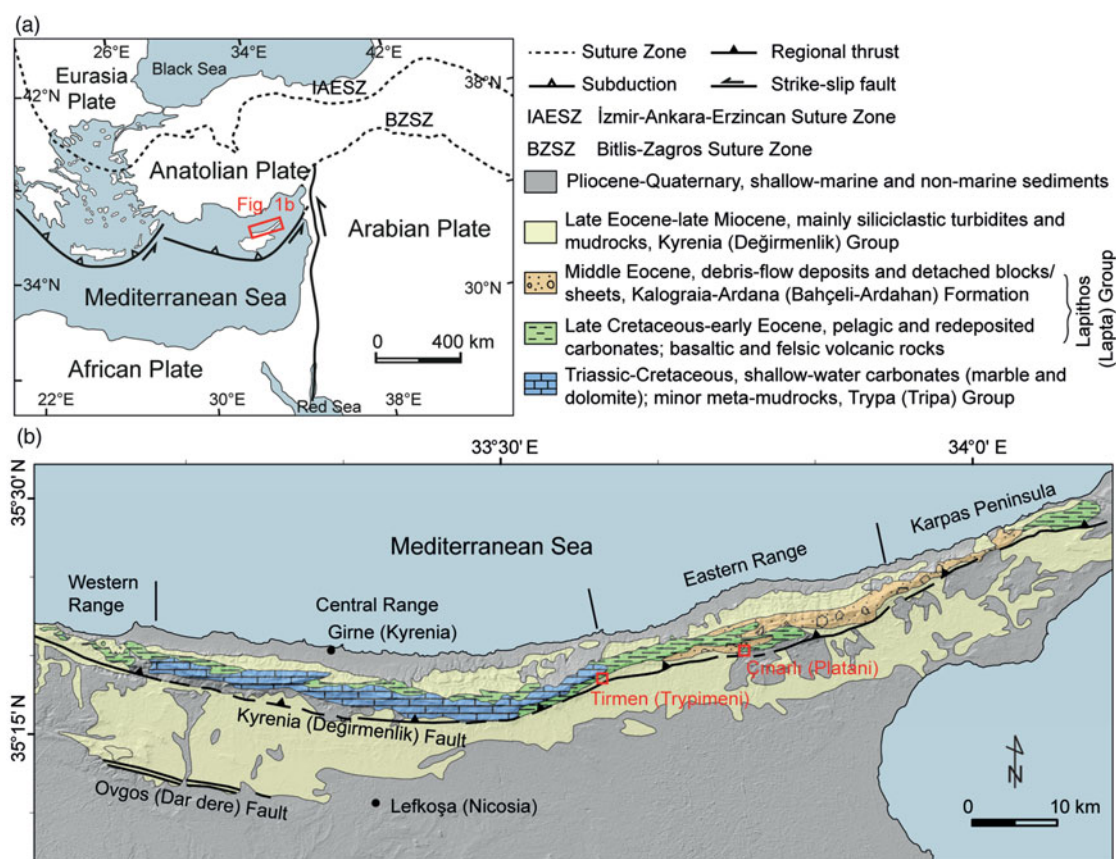 (a)
26°E
34°E
42°E
Black Sea
Eurasia
Plate
42°N
38°N
IAESZ
BZSZ
Anatolian Plate
Fig. 1b
Arabian Plate
34°N
30°N
Mediterranean Sea
0 400 km
African Plate
Red Sea
22°E
30°E
38°E
Suture Zone
Regional thrust
Subduction
Strike-slip fault
IAESZ İzmir-Ankara-Erzincan Suture Zone
BZSZ Bitlis-Zagros Suture Zone
Pliocene-Quaternary, shallow-marine and non-marine sediments
Late Eocene-late Miocene, mainly siliciclastic turbidites and
mudrocks, Kyrenia (Değirmenlik) Group
Middle Eocene, debris-flow deposits and detached blocks/
sheets, Kalograia-Ardana (Bahçeli-Ardahan) Formation
Late Cretaceous-early Eocene, pelagic and redeposited
carbonates; basaltic and felsic volcanic rocks
Lapithos
(Lapta) Group
Triassic-Cretaceous, shallow-water carbonates (marble and
dolomite); minor meta-mudrocks, Trypa (Tripa) Group
(b)
33°30' E
34°0' E
35°30' N
35°15' N
Mediterranean Sea
Karpas Peninsula
Eastern Range
Western
Range
Central Range
Girne (Kyrenia)
Çınarlı (Platani)
Tirmen (Trypimeni)
Kyrenia (Değirmenlik) Fault
Ovgos (Dar dere) Fault
Lefkoşa (Nicosia)
N
0 10 km